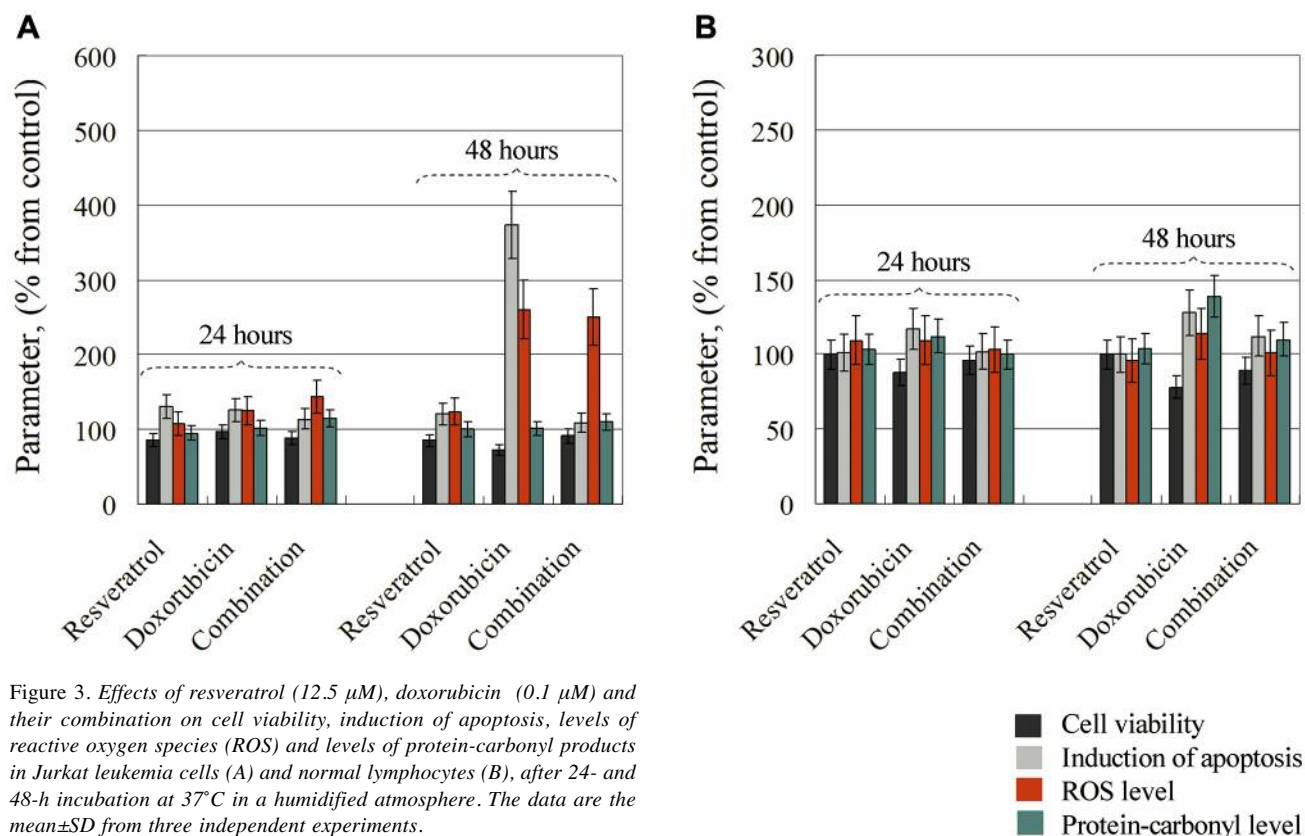 A
600
500
400
300
200
100
0
Parameter, (% from control)
24 hours
48 hours
Resveratrol
Doxorubicin
Combination
Resveratrol
Doxorubicin
Combination
B
300
250
200
150
100
50
0
Parameter, (% from control)
24 hours
48 hours
Resveratrol
Doxorubicin
Combination
Resveratrol
Doxorubicin
Combination
Figure 3. Effects of resveratrol (12.5 μM), doxorubicin (0.1 μM) and
their combination on cell viability, induction of apoptosis, levels of
reactive oxygen species (ROS) and levels of protein-carbonyl products
in Jurkat leukemia cells (A) and normal lymphocytes (B), after 24- and
48-h incubation at 37˚C in a humidified atmosphere. The data are the
mean±SD from three independent experiments.
Cell viability
Induction of apoptosis
ROS level
Protein-carbonyl level